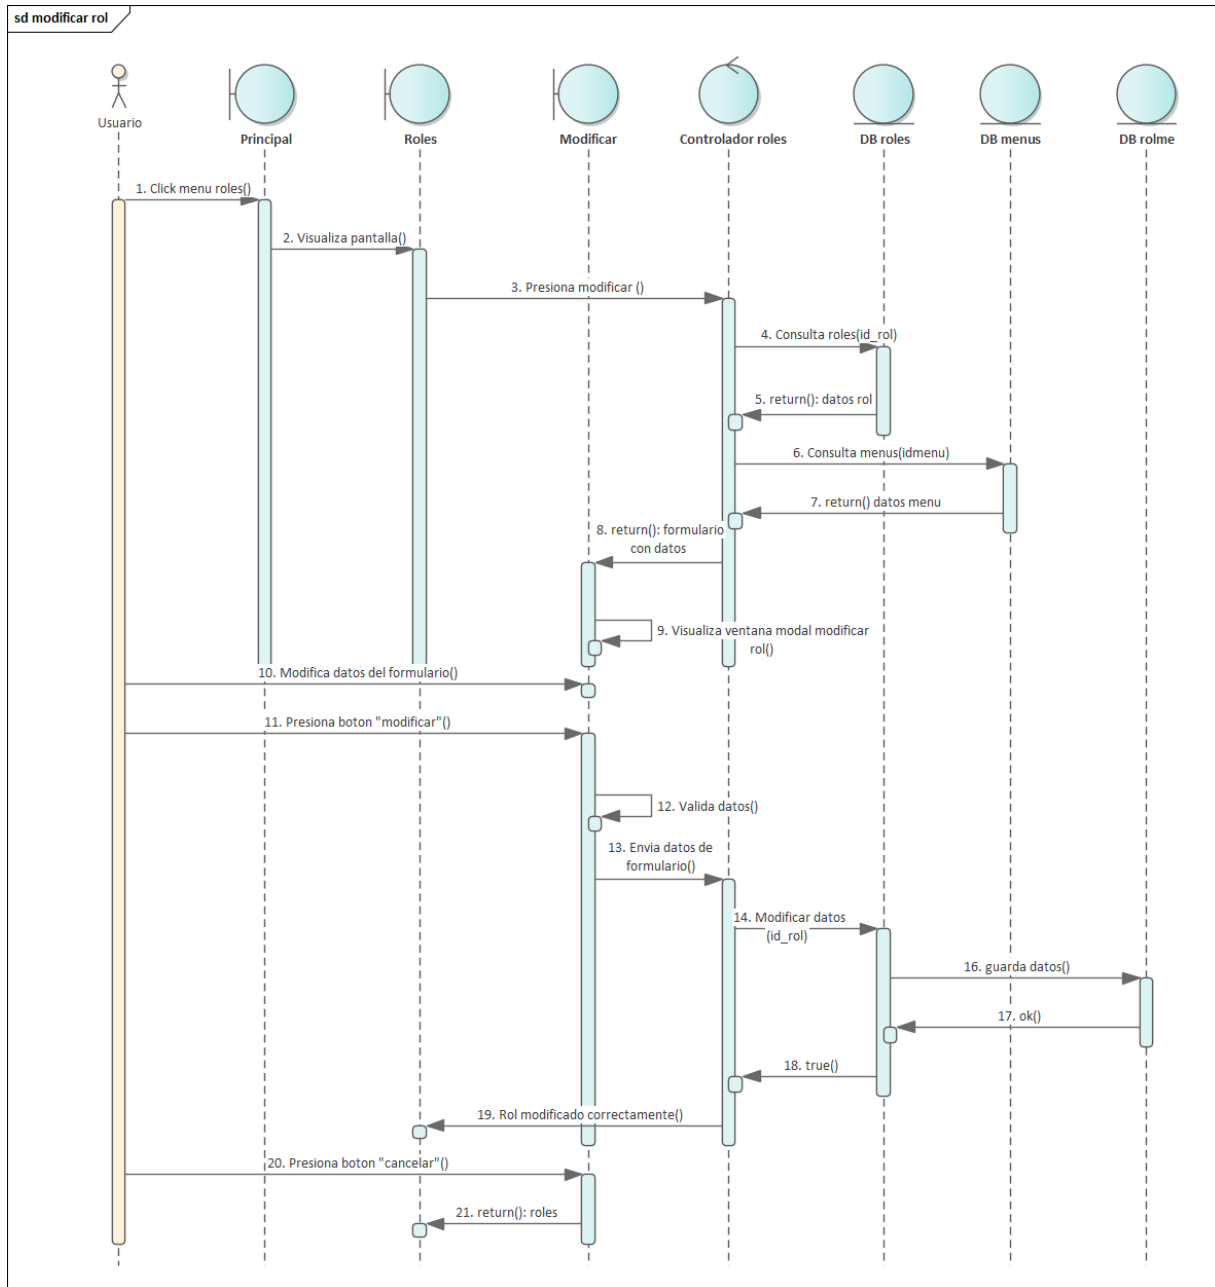 sd modificar rol
Usuario
Principal
Roles
Modificar
Controlador roles
DB roles
DB menus
DB rolme
1. Click menu roles()
2. Visualiza pantalla()
3. Presiona modificar ()
4. Consulta roles(id_rol)
5. return(): datos rol
6. Consulta menus(idmenu)
7. return() datos menu
8. return(): formulario
con datos
9. Visualiza ventana modal modificar
rol()
10. Modifica datos del formulario()
11. Presiona boton "modificar"()
12. Valida datos()
13. Envia datos de
formulario()
14. Modificar datos
(id_rol)
16. guarda datos()
17. ok()
18. true()
19. Rol modificado correctamente()
20. Presiona boton "cancelar"()
21. return(): roles